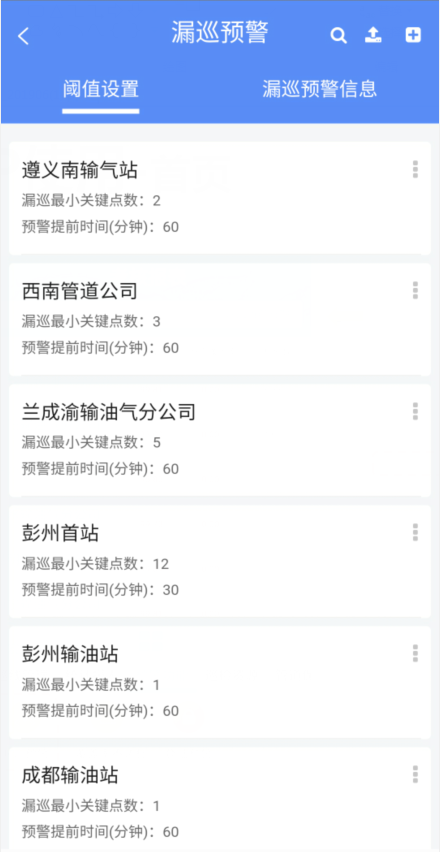 漏巡预警
阈值设置
漏巡预警信息
遵义南输气站
漏巡最小关键点数：2
预警提前时间(分钟)：60
西南管道公司
漏巡最小关键点数：3
预警提前时间(分钟)：60
兰成渝输油气分公司
漏巡最小关键点数：5
预警提前时间(分钟)：60
彭州首站
漏巡最小关键点数：12
预警提前时间(分钟)：30
彭州输油站
漏巡最小关键点数：1
预警提前时间(分钟)：60
成都输油站
漏巡最小关键点数：1
预警提前时间(分钟)：60